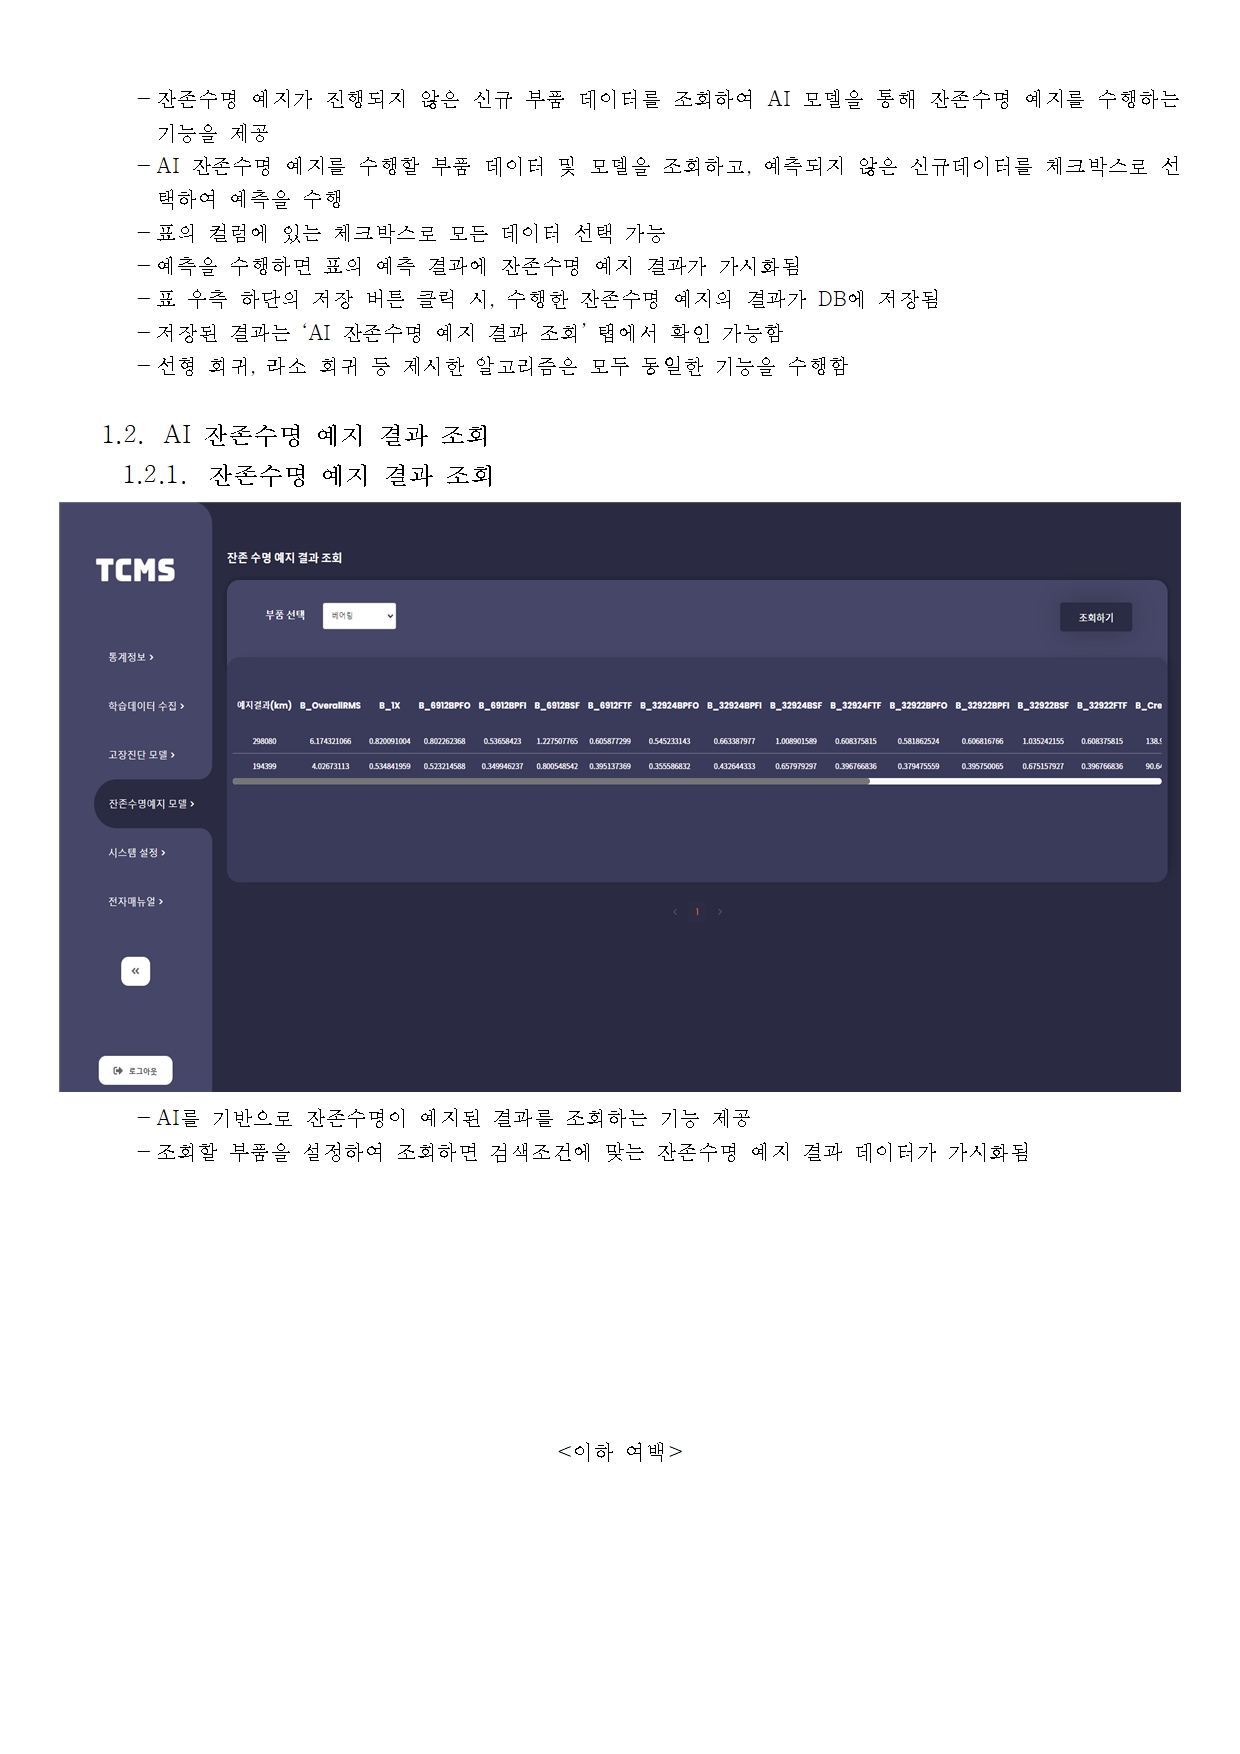 – 잔존수명 예지가 진행되지 않은 신규 부품 데이터를 조회하여 AI 모델을 통해 잔존수명 예지를 수행하는
기능을 제공
– AI 잔존수명 예지를 수행할 부품 데이터 및 모델을 조회하고, 예측되지 않은 신규데이터를 체크박스로 선
택하여 예측을 수행
– 표의 컬럼에 있는 체크박스로 모든 데이터 선택 가능
– 예측을 수행하면 표의 예측 결과에 잔존수명 예지 결과가 가시화됨
– 표 우측 하단의 저장 버튼 클릭 시, 수행한 잔존수명 예지의 결과가 DB에 저장됨
– 저장된 결과는 ‘AI 잔존수명 예지 결과 조회’ 탭에서 확인 가능함
– 선형 회귀, 라소 회귀 등 제시한 알고리즘은 모두 동일한 기능을 수행함
1.2. AI 잔존수명 예지 결과 조회
1.2.1. 잔존수명 예지 결과 조회
TCMS
통계정보 >
학습데이터 수집 >
고장진단 모델 >
잔존수명예지 모델 >
시스템 설정 >
전자매뉴얼 >
«
로그아웃
잔존 수명 예지 결과 조회
부품 선택 베어링 조회하기
예지결과(km) B_OverallRMS B_1X B_6912BPFO B_6912BPFI B_6912BSF B_6912FTF B_32924BPFO B_32924BPFI B_32924BSF B_32924FTF B_32922BPFO B_32922BPFI B_32922BSF B_32922FTF B_Cre
298080 6.174321066 0.820091004 0.802262368 0.53658423 1.227507765 0.605877299 0.545233143 0.663387977 1.008901589 0.608375815 0.581862524 0.606816766 1.035242155 0.608375815 138.9
194399 4.02673113 0.534841959 0.523214588 0.349946237 0.800548542 0.395137369 0.355586832 0.432644333 0.657979297 0.396766836 0.379475559 0.395750065 0.675157927 0.396766836 90.64
< 1 >
– AI를 기반으로 잔존수명이 예지된 결과를 조회하는 기능 제공
– 조회할 부품을 설정하여 조회하면 검색조건에 맞는 잔존수명 예지 결과 데이터가 가시화됨
<이하 여백>